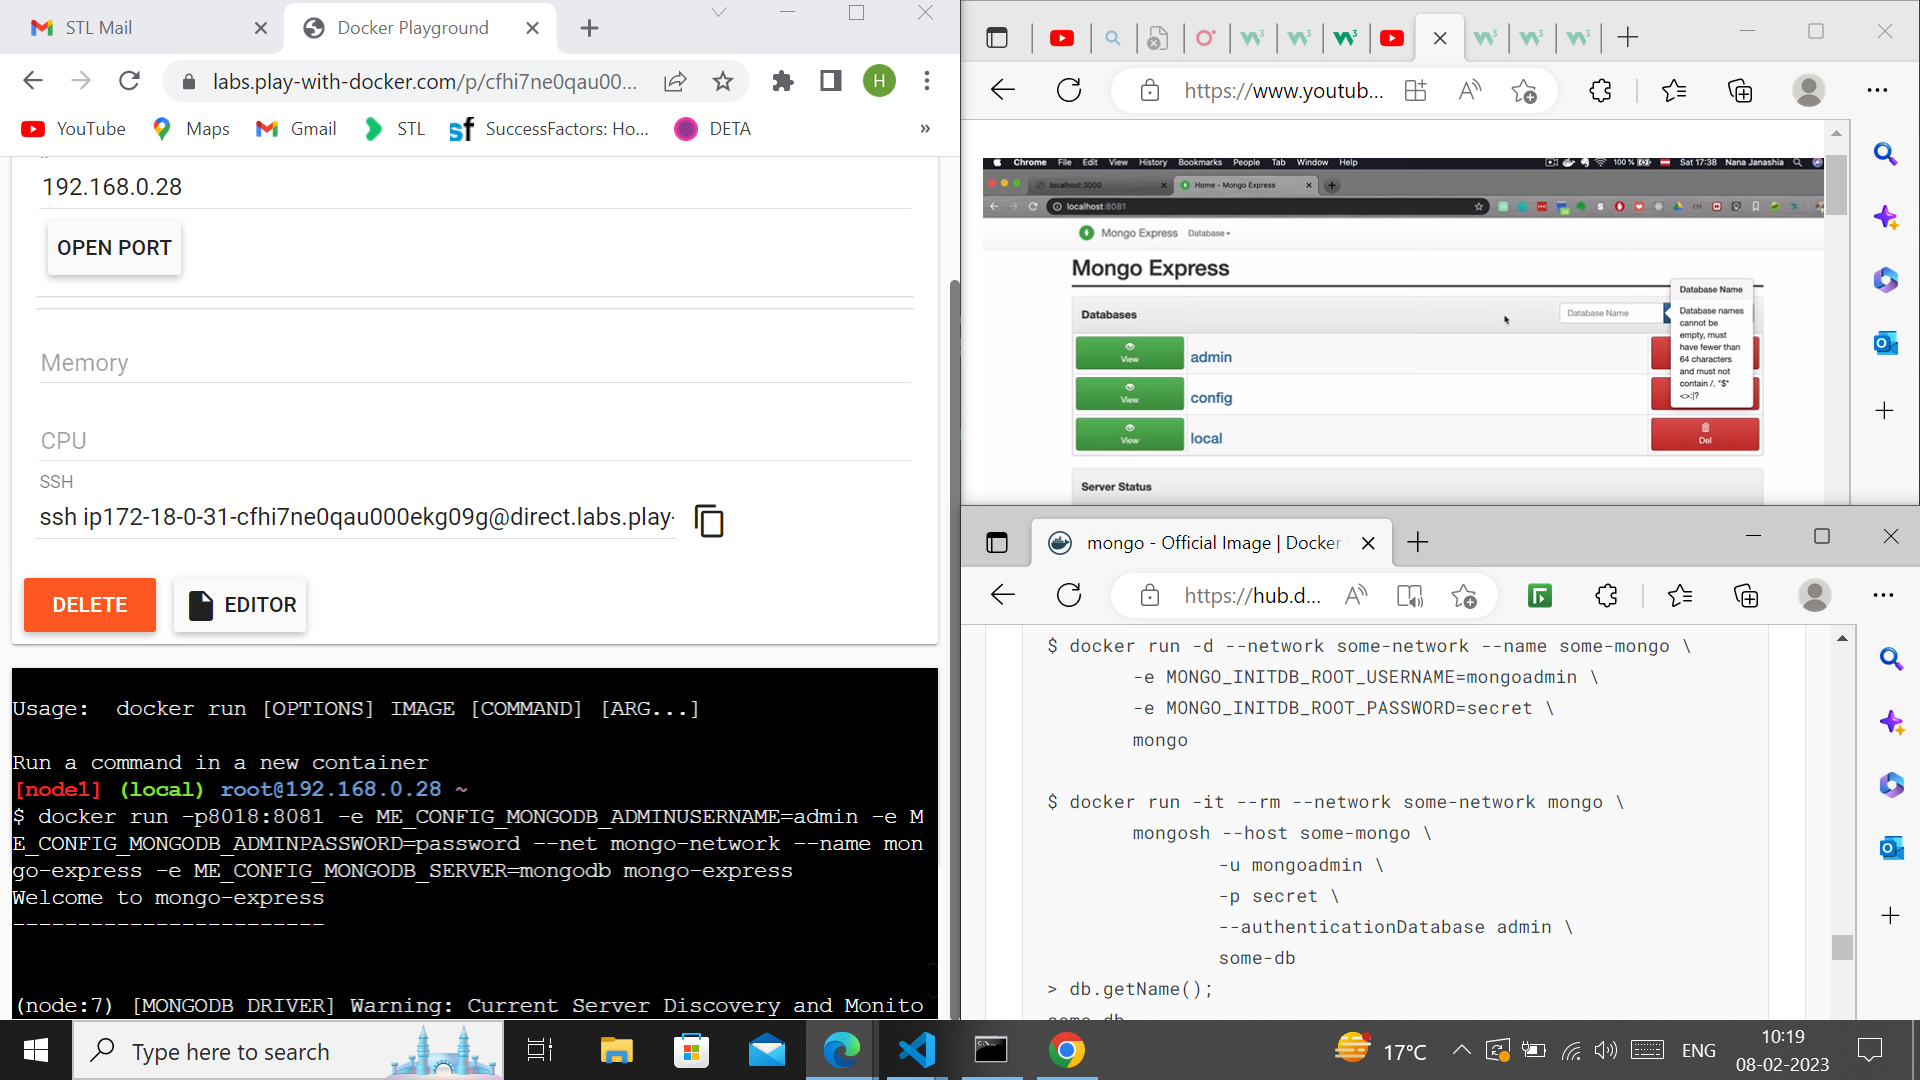 STL Mail
Docker Playground
labs.play-with-docker.com/p/cfhi7ne0qau00...
H
YouTube
Maps
Gmail
STL
SuccessFactors: Ho...
DETA
»
192.168.0.28
OPEN PORT
Memory
CPU
SSH
ssh ip172-18-0-31-cfhi7ne0qau000ekg09g@direct.labs.play-
DELETE
EDITOR
Usage:  docker run [OPTIONS] IMAGE [COMMAND] [ARG...]
Run a command in a new container
[node1] (local) root@192.168.0.28 ~
$ docker run -p8018:8081 -e ME_CONFIG_MONGODB_ADMINUSERNAME=admin -e M
E_CONFIG_MONGODB_ADMINPASSWORD=password --net mongo-network --name mon
go-express -e ME_CONFIG_MONGODB_SERVER=mongodb mongo-express
Welcome to mongo-express
------------------------
(node:7) [MONGODB DRIVER] Warning: Current Server Discovery and Monito
https://www.youtub...
Chrome File Edit View History Bookmarks People Tab Window Help
100 % Sat 17:38 Nana Janashia
localhost:3000
Home - Mongo Express
localhost:8081
Mongo Express Database
Mongo Express
Databases
Database Name
Database Name
Database names
cannot be
empty, must
have fewer than
64 characters
and must not
contain /. "$*
<>:|?
View
admin
View
config
View
local
Del
Server Status
mongo - Official Image | Docker
https://hub.d...
$ docker run -d --network some-network --name some-mongo \
-e MONGO_INITDB_ROOT_USERNAME=mongoadmin \
-e MONGO_INITDB_ROOT_PASSWORD=secret \
mongo
$ docker run -it --rm --network some-network mongo \
mongosh --host some-mongo \
-u mongoadmin \
-p secret \
--authenticationDatabase admin \
some-db
> db.getName();
some-db
Type here to search
17°C
ENG
10:19
08-02-2023